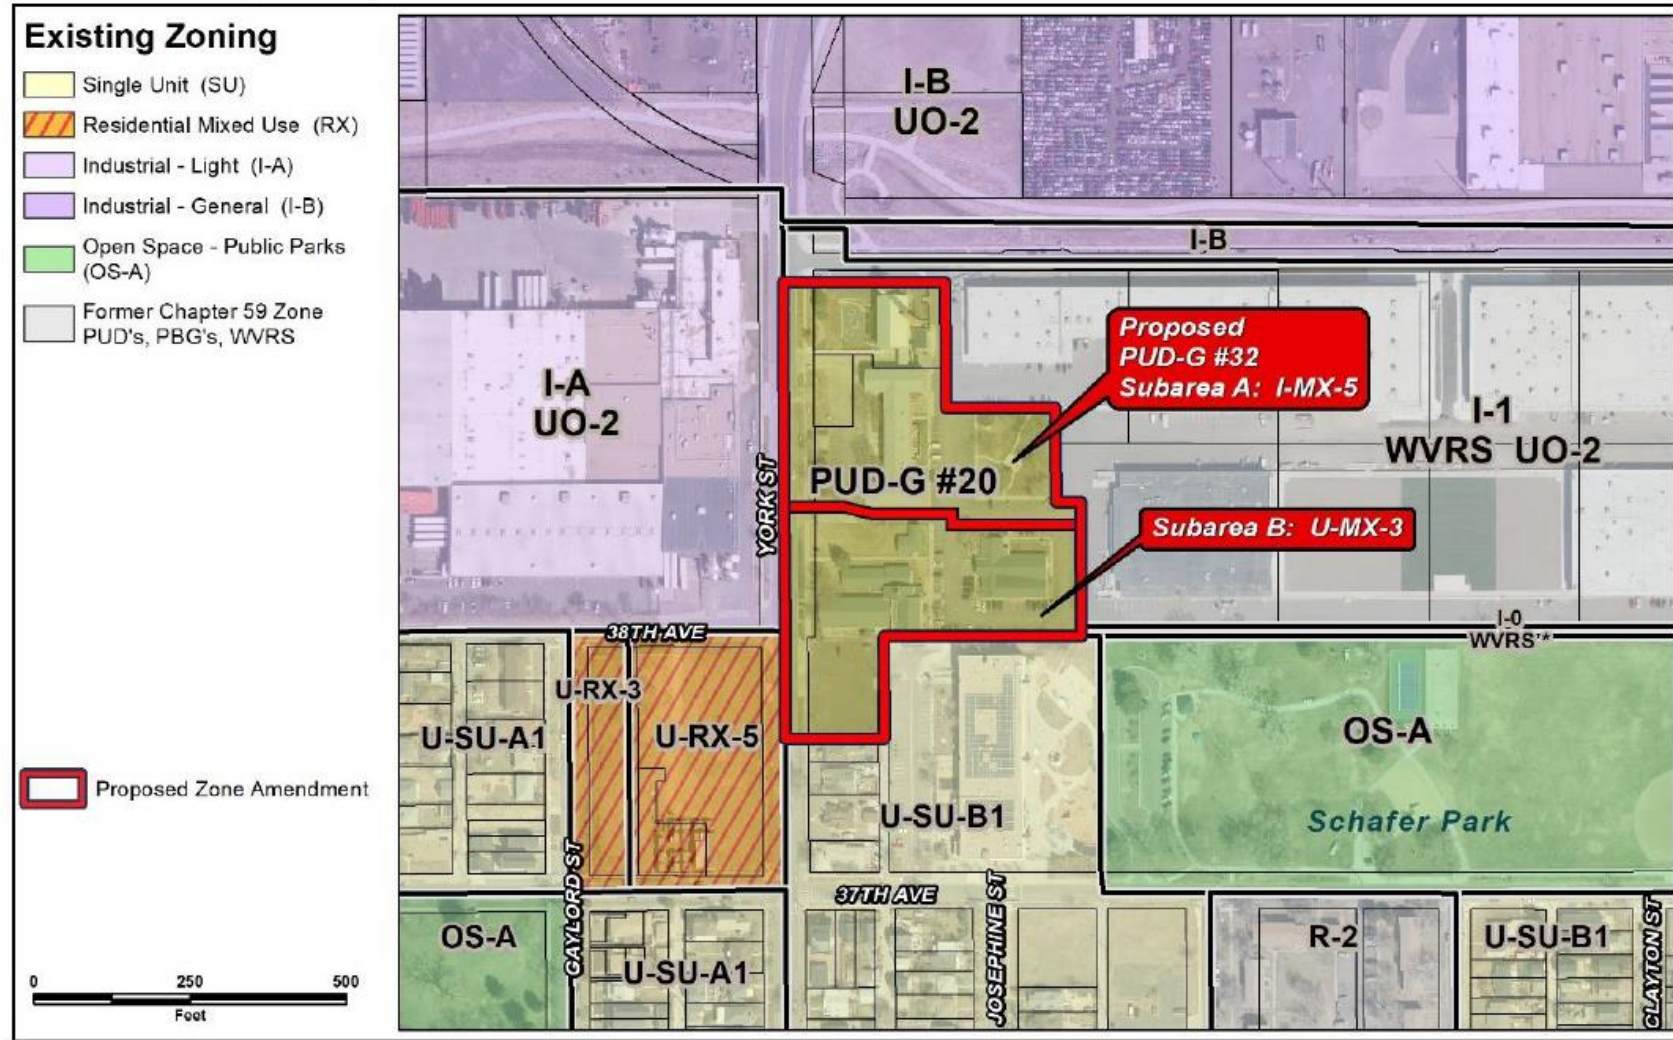 Existing Zoning
Single Unit (SU)
Residential Mixed Use (RX)
Industrial - Light (I-A)
Industrial - General (I-B)
Open Space - Public Parks
(OS-A)
Former Chapter 59 Zone
PUD's, PBG's, WVRS
Proposed Zone Amendment
0 250 500
Feet
I-B
UO-2
I-B
I-A
UO-2
YORK ST
PUD-G #20
Proposed
PUD-G #32
Subarea A: I-MX-5
I-1
WVRS UO-2
Subarea B: U-MX-3
38TH AVE
I-0
WVRS**
U-RX-3
U-SU-A1
U-RX-5
OS-A
U-SU-B1
Schafer Park
GAYLORD ST
37TH AVE
JOSEPHINE ST
OS-A
U-SU-A1
R-2
U-SU-B1
CLAYTON ST